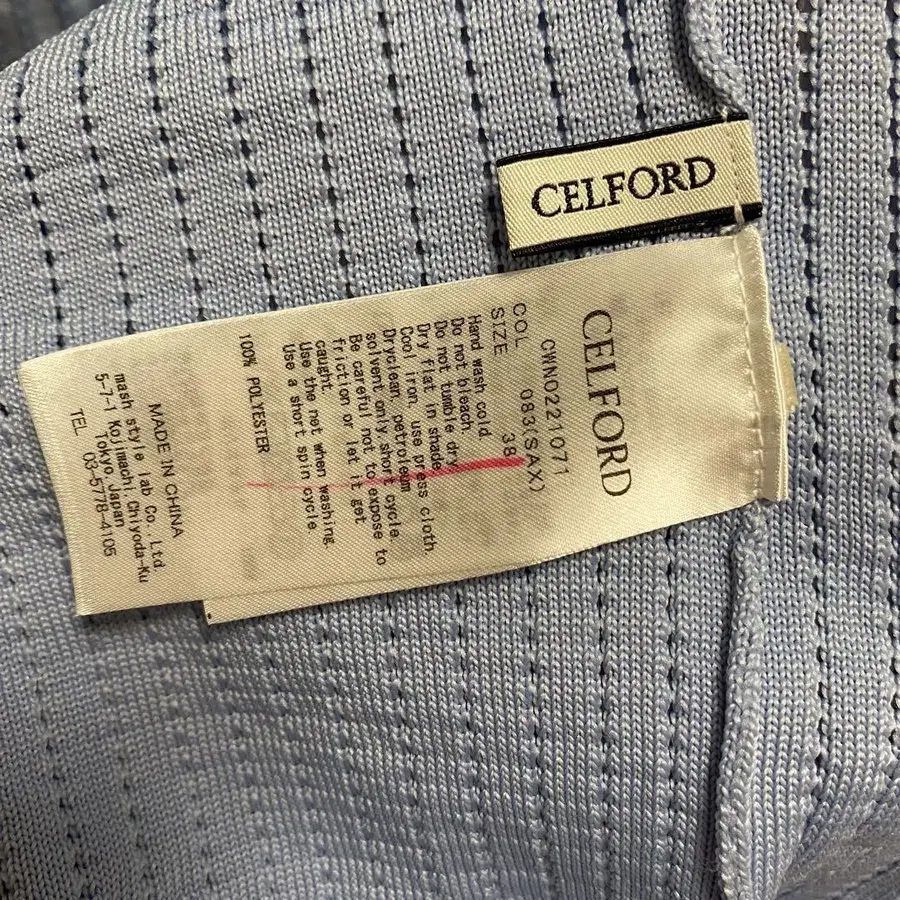 CELFORD
CELFORD
CWNO221071
COL 083(SAX)
SIZE 38
Hand wash cold
Do not bleach.
Do not tumble dry
Dry flat in shade
Cool iron, use press cloth
Dryclean, petroleum
solvent only,short cycle
Be careful not to expose to
friction or let it get
caught.
Use the net when washing.
Use a short spin cycle
100% POLYESTER
MADE IN CHINA
mash style lab Co., Ltd.
5-7-1 Kojimachi, Chiyoda-Ku
Tokyo, Japan
TEL 03-5778-4105